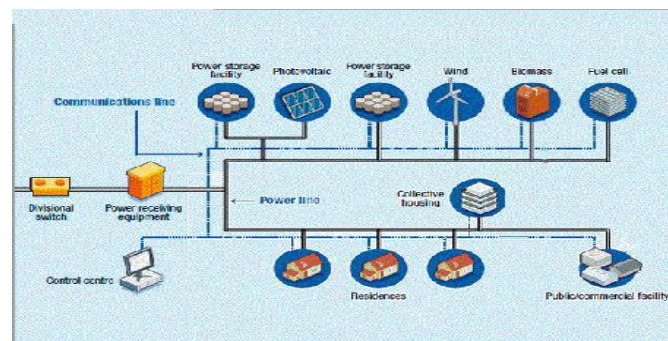 Power storage
facility
Photovoltaic
Power storage
facility
Wind
Biomass
Fuel cell
Communications line
Divisional
switch
Power receiving
equipment
Power line
Collective
housing
Control centre
Residences
Public/commercial facility